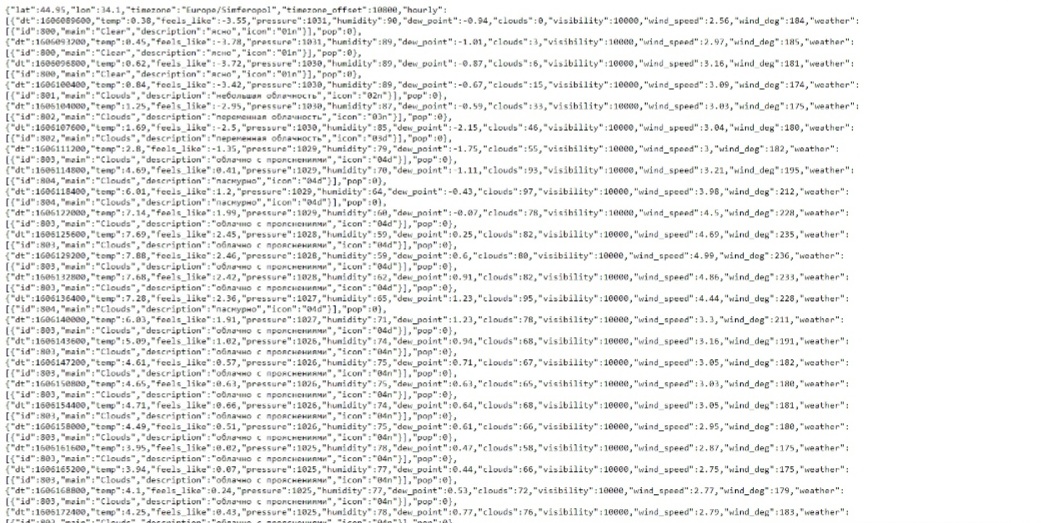 {"lat":44.95,"lon":34.1,"timezone":"Europe/Simferopol","timezone_offset":10800,"hourly":
{"dt":1606089600,"temp":0.38,"feels_like":-3.55,"pressure":1031,"humidity":90,"dew_point":-0.94,"clouds":0,"visibility":10000,"wind_speed":2.56,"wind_deg":184,"weather":
[{"id":800,"main":"Clear","description":"ясно","icon":"01n"}],"pop":0},
{"dt":1606093200,"temp":0.45,"feels_like":-3.78,"pressure":1031,"humidity":89,"dew_point":-1.01,"clouds":3,"visibility":10000,"wind_speed":2.97,"wind_deg":185,"weather":
[{"id":800,"main":"Clear","description":"ясно","icon":"01n"}],"pop":0},
{"dt":1606096800,"temp":0.62,"feels_like":-3.72,"pressure":1030,"humidity":89,"dew_point":-0.87,"clouds":6,"visibility":10000,"wind_speed":3.16,"wind_deg":181,"weather":
[{"id":800,"main":"Clear","description":"ясно","icon":"01n"}],"pop":0},
{"dt":1606100400,"temp":0.84,"feels_like":-3.42,"pressure":1030,"humidity":89,"dew_point":-0.67,"clouds":15,"visibility":10000,"wind_speed":3.09,"wind_deg":174,"weather":
[{"id":801,"main":"Clouds","description":"небольшая облачность","icon":"02n"}],"pop":0},
{"dt":1606104000,"temp":1.25,"feels_like":-2.95,"pressure":1030,"humidity":87,"dew_point":-0.59,"clouds":33,"visibility":10000,"wind_speed":3.03,"wind_deg":175,"weather":
[{"id":802,"main":"Clouds","description":"переменная облачность","icon":"03n"}],"pop":0},
{"dt":1606107600,"temp":1.69,"feels_like":-2.5,"pressure":1030,"humidity":85,"dew_point":-2.15,"clouds":46,"visibility":10000,"wind_speed":3.04,"wind_deg":180,"weather":
[{"id":802,"main":"Clouds","description":"переменная облачность","icon":"03d"}],"pop":0},
{"dt":1606111200,"temp":2.8,"feels_like":-1.35,"pressure":1029,"humidity":79,"dew_point":-1.75,"clouds":55,"visibility":10000,"wind_speed":3,"wind_deg":182,"weather":
[{"id":803,"main":"Clouds","description":"облачно с прояснениями","icon":"04d"}],"pop":0},
{"dt":1606114800,"temp":4.69,"feels_like":0.41,"pressure":1029,"humidity":70,"dew_point":-1.11,"clouds":93,"visibility":10000,"wind_speed":3.21,"wind_deg":195,"weather":
[{"id":804,"main":"Clouds","description":"пасмурно","icon":"04d"}],"pop":0},
{"dt":1606118400,"temp":6.01,"feels_like":1.2,"pressure":1029,"humidity":64,"dew_point":-0.43,"clouds":97,"visibility":10000,"wind_speed":3.98,"wind_deg":212,"weather":
[{"id":804,"main":"Clouds","description":"пасмурно","icon":"04d"}],"pop":0},
{"dt":1606122000,"temp":7.14,"feels_like":1.99,"pressure":1029,"humidity":60,"dew_point":-0.07,"clouds":78,"visibility":10000,"wind_speed":4.5,"wind_deg":228,"weather":
[{"id":803,"main":"Clouds","description":"облачно с прояснениями","icon":"04d"}],"pop":0},
{"dt":1606125600,"temp":7.69,"feels_like":2.45,"pressure":1028,"humidity":59,"dew_point":0.25,"clouds":82,"visibility":10000,"wind_speed":4.69,"wind_deg":235,"weather":
[{"id":803,"main":"Clouds","description":"облачно с прояснениями","icon":"04d"}],"pop":0},
{"dt":1606129200,"temp":7.88,"feels_like":2.46,"pressure":1028,"humidity":59,"dew_point":0.6,"clouds":80,"visibility":10000,"wind_speed":4.99,"wind_deg":236,"weather":
[{"id":803,"main":"Clouds","description":"облачно с прояснениями","icon":"04d"}],"pop":0},
{"dt":1606132800,"temp":7.68,"feels_like":2.42,"pressure":1028,"humidity":62,"dew_point":0.91,"clouds":82,"visibility":10000,"wind_speed":4.86,"wind_deg":233,"weather":
[{"id":803,"main":"Clouds","description":"облачно с прояснениями","icon":"04d"}],"pop":0},
{"dt":1606136400,"temp":7.28,"feels_like":2.36,"pressure":1027,"humidity":65,"dew_point":1.23,"clouds":95,"visibility":10000,"wind_speed":4.44,"wind_deg":228,"weather":
[{"id":804,"main":"Clouds","description":"пасмурно","icon":"04d"}],"pop":0},
{"dt":1606140000,"temp":6.03,"feels_like":1.91,"pressure":1027,"humidity":71,"dew_point":1.23,"clouds":78,"visibility":10000,"wind_speed":3.3,"wind_deg":211,"weather":
[{"id":803,"main":"Clouds","description":"облачно с прояснениями","icon":"04d"}],"pop":0},
{"dt":1606143600,"temp":5.09,"feels_like":1.02,"pressure":1026,"humidity":74,"dew_point":0.94,"clouds":68,"visibility":10000,"wind_speed":3.16,"wind_deg":191,"weather":
[{"id":803,"main":"Clouds","description":"облачно с прояснениями","icon":"04n"}],"pop":0},
{"dt":1606147200,"temp":4.61,"feels_like":0.57,"pressure":1026,"humidity":75,"dew_point":0.71,"clouds":67,"visibility":10000,"wind_speed":3.05,"wind_deg":182,"weather":
[{"id":803,"main":"Clouds","description":"облачно с прояснениями","icon":"04n"}],"pop":0},
{"dt":1606150800,"temp":4.65,"feels_like":0.63,"pressure":1026,"humidity":75,"dew_point":0.63,"clouds":65,"visibility":10000,"wind_speed":3.03,"wind_deg":180,"weather":
[{"id":803,"main":"Clouds","description":"облачно с прояснениями","icon":"04n"}],"pop":0},
{"dt":1606154400,"temp":4.71,"feels_like":0.66,"pressure":1026,"humidity":74,"dew_point":0.64,"clouds":68,"visibility":10000,"wind_speed":3.05,"wind_deg":181,"weather":
[{"id":803,"main":"Clouds","description":"облачно с прояснениями","icon":"04n"}],"pop":0},
{"dt":1606158000,"temp":4.49,"feels_like":0.51,"pressure":1026,"humidity":75,"dew_point":0.61,"clouds":66,"visibility":10000,"wind_speed":2.95,"wind_deg":180,"weather":
[{"id":803,"main":"Clouds","description":"облачно с прояснениями","icon":"04n"}],"pop":0},
{"dt":1606161600,"temp":3.95,"feels_like":0.02,"pressure":1025,"humidity":78,"dew_point":0.47,"clouds":58,"visibility":10000,"wind_speed":2.87,"wind_deg":175,"weather":
[{"id":803,"main":"Clouds","description":"облачно с прояснениями","icon":"04n"}],"pop":0},
{"dt":1606165200,"temp":3.94,"feels_like":0.07,"pressure":1025,"humidity":77,"dew_point":0.44,"clouds":66,"visibility":10000,"wind_speed":2.75,"wind_deg":175,"weather":
[{"id":803,"main":"Clouds","description":"облачно с прояснениями","icon":"04n"}],"pop":0},
{"dt":1606168800,"temp":4.1,"feels_like":0.24,"pressure":1025,"humidity":77,"dew_point":0.53,"clouds":72,"visibility":10000,"wind_speed":2.77,"wind_deg":179,"weather":
[{"id":803,"main":"Clouds","description":"облачно с прояснениями","icon":"04n"}],"pop":0},
{"dt":1606172400,"temp":4.25,"feels_like":0.43,"pressure":1025,"humidity":78,"dew_point":0.77,"clouds":76,"visibility":10000,"wind_speed":2.79,"wind_deg":183,"weather":